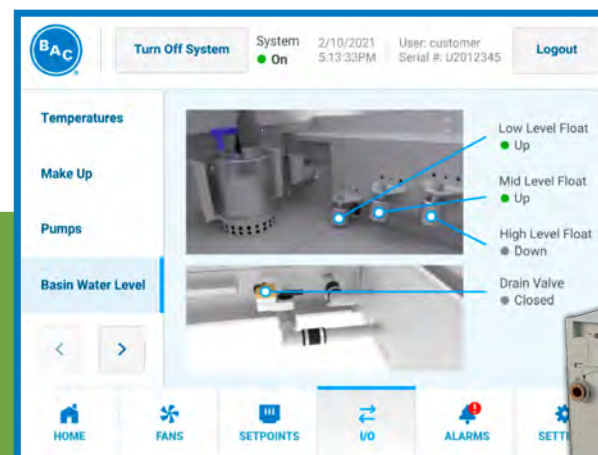 BAC
Turn Off System
System
On
2/10/2021
5:13:33PM
User: customer
Serial #: U2012345
Logout
Temperatures
Make Up
Pumps
Basin Water Level
Low Level Float
Up
Mid Level Float
Up
High Level Float
Down
Drain Valve
Closed
HOME
FANS
SETPOINTS
I/O
ALARMS
SETTI